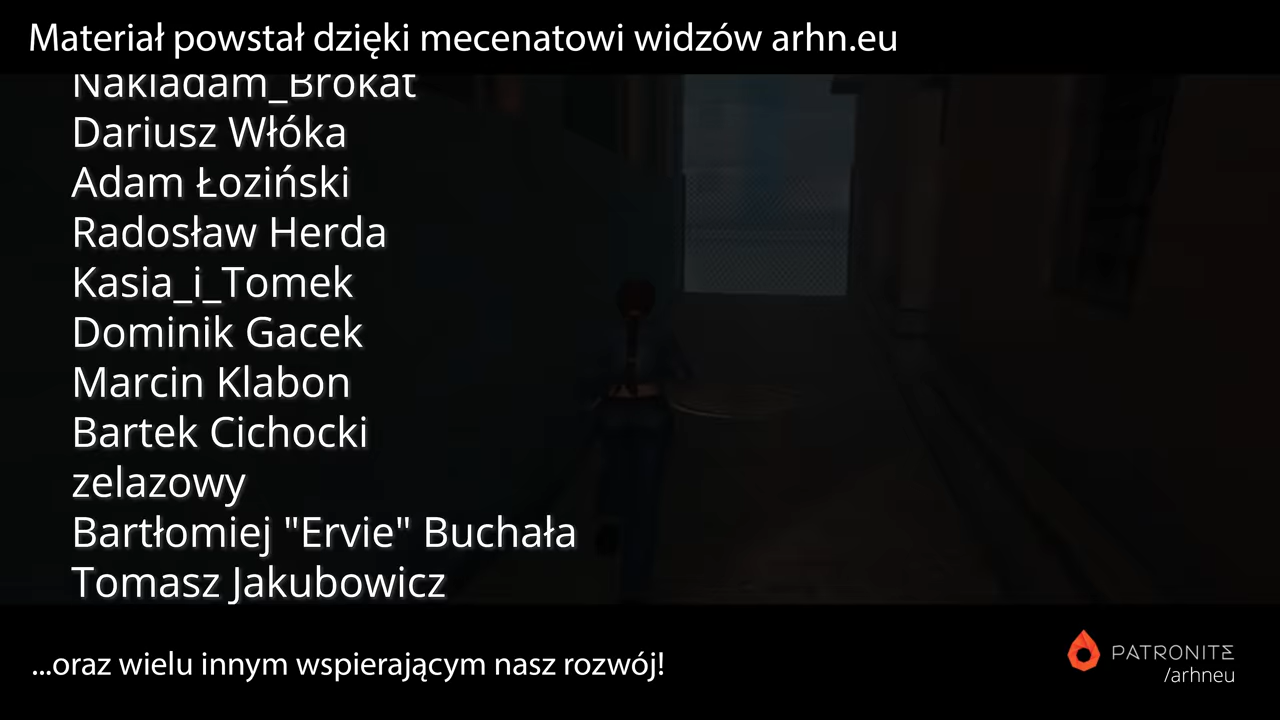 Materiał powstał dzięki mecenatowi widzów arhn.eu
Nakladam_Brokat
Dariusz Włóka
Adam Łoziński
Radosław Herda
Kasia_i_Tomek
Dominik Gacek
Marcin Klabon
Bartek Cichocki
zelazowy
Bartłomiej "Ervie" Buchała
Tomasz Jakubowicz
...oraz wielu innym wspierającym nasz rozwój!
PATRONITE
/arhneu